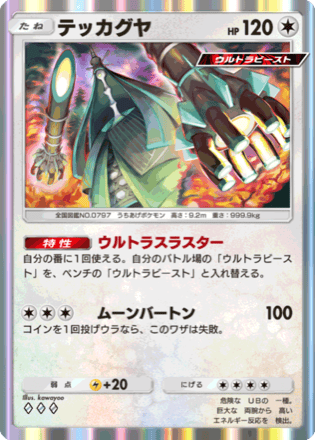 たね テッカグヤ HP 120
ウルトラビースト
全国図鑑NO.0797 うちあげポケモン 高さ:9.2m 重さ:999.9kg
特性 ウルトラスラスター
自分の番に1回使える。自分のバトル場の「ウルトラビース
ト」を、ベンチの「ウルトラビースト」と入れ替える。
ムーンバートン 100
コインを1回投げウラなら、このワザは失敗。
弱点 +20 にげる
Illus. kawayoo
危険な UBの 一種。
巨大な 両腕から 高い
エネルギー反応を 検出。